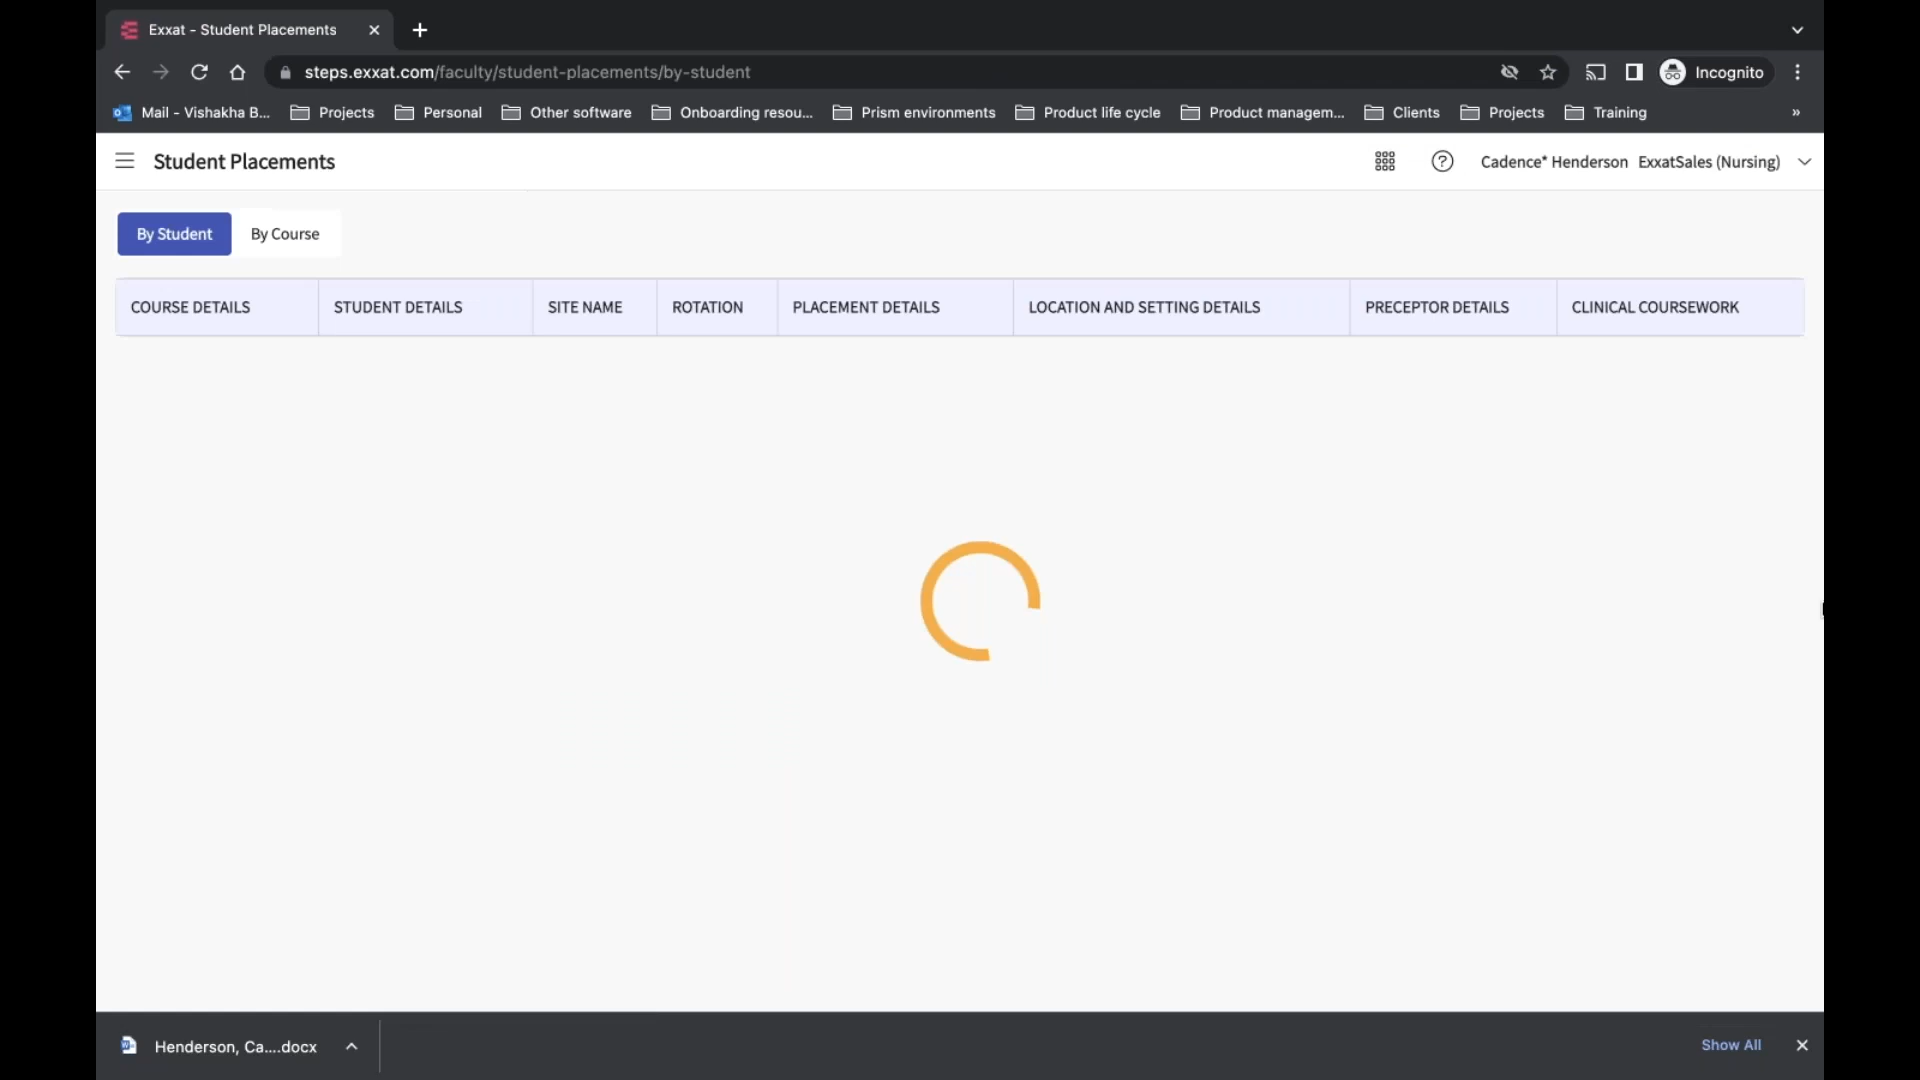 Exxat - Student Placements
steps.exxat.com/faculty/student-placements/by-student
Incognito
Mail - Vishakha B... Projects Personal Other software Onboarding resou... Prism environments Product life cycle Product managem... Clients Projects Training »
Student Placements
Cadence* Henderson ExxatSales (Nursing)
By Student By Course
COURSE DETAILS STUDENT DETAILS SITE NAME ROTATION PLACEMENT DETAILS LOCATION AND SETTING DETAILS PRECEPTOR DETAILS CLINICAL COURSEWORK
Henderson, Ca....docx
Show All